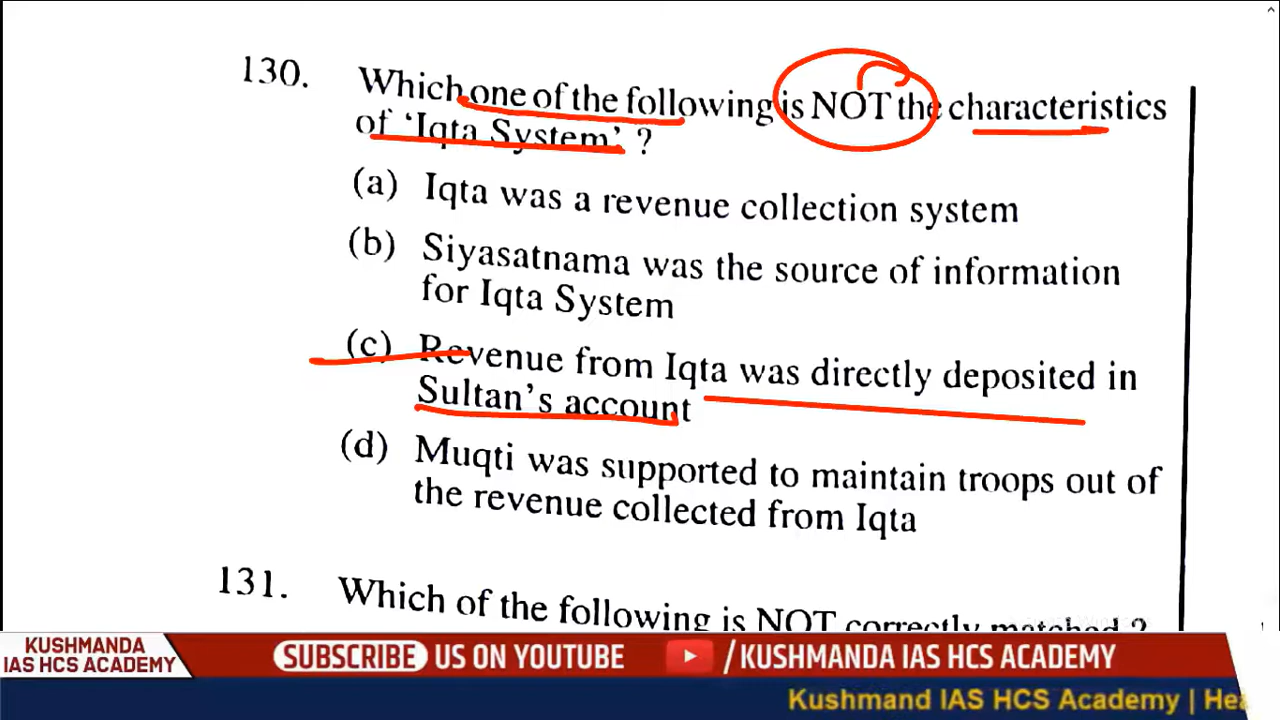 130. Which one of the following is NOT the characteristics
of ‘Iqta System’ ?
(a) Iqta was a revenue collection system
(b) Siyasatnama was the source of information
for Iqta System
(c) Revenue from Iqta was directly deposited in
Sultan’s account
(d) Muqti was supported to maintain troops out of
the revenue collected from Iqta
131. Which of the following is NOT correctly matched ?
KUSHMANDA
IAS HCS ACADEMY
SUBSCRIBE US ON YOUTUBE /KUSHMANDA IAS HCS ACADEMY
Kushmand IAS HCS Academy | Hea